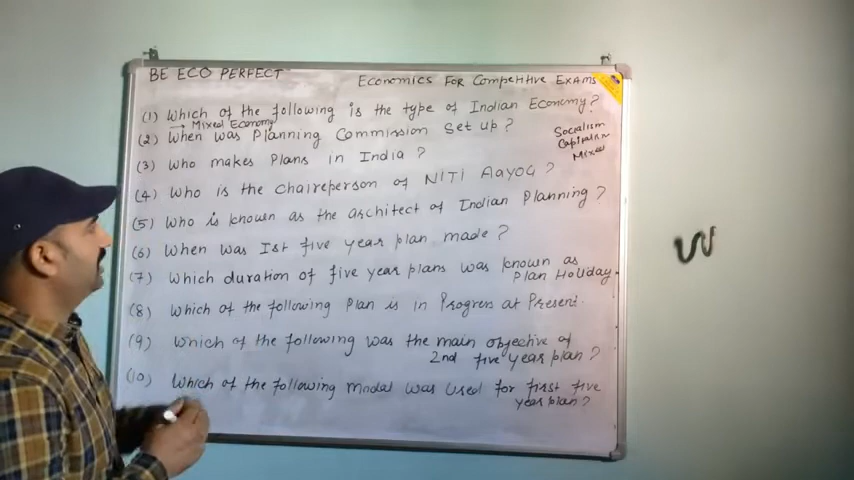 BE ECO PERFECT
ECONOMICS FOR COMPETITIVE EXAMS
(1) Which of the following is the type of Indian Economy?
→ Mixed Economy
(2) When was Planning Commission set up?
Socialism
Capitalism
Mixed
(3) Who makes Plans in India?
(4) Who is the chaireperson of NITI AAYOG?
(5) Who is known as the architect of Indian Planning?
(6) When was Ist five year plan made?
(7) Which duration of five year plans was known as
Plan Holiday.
(8) Which of the following Plan is in Progress at Present.
(9) Which of the following was the main objective of
2nd five year plan?
(10) Which of the following modal was used for first five
year plan?